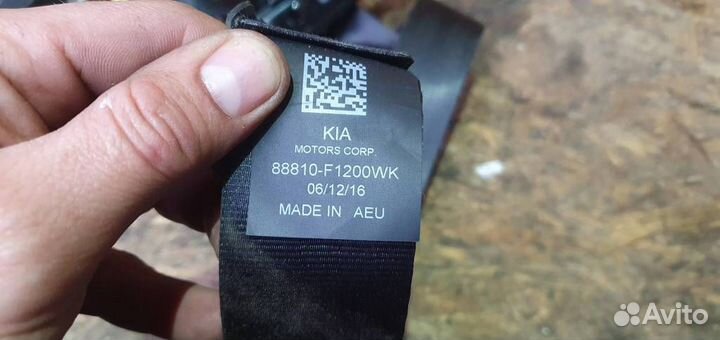 KIA
MOTORS CORP.
88810-F1200WK
06/12/16
MADE IN AEU
Avito